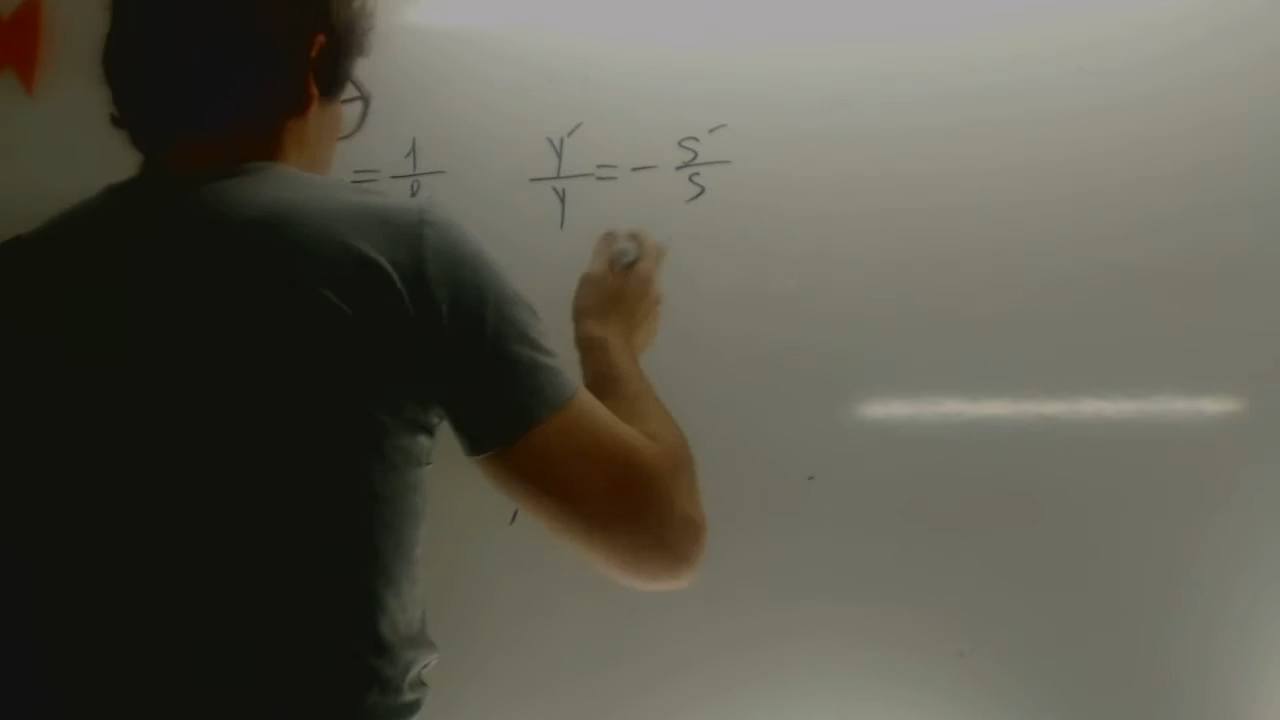 = 1/ y′/y = - s′/s